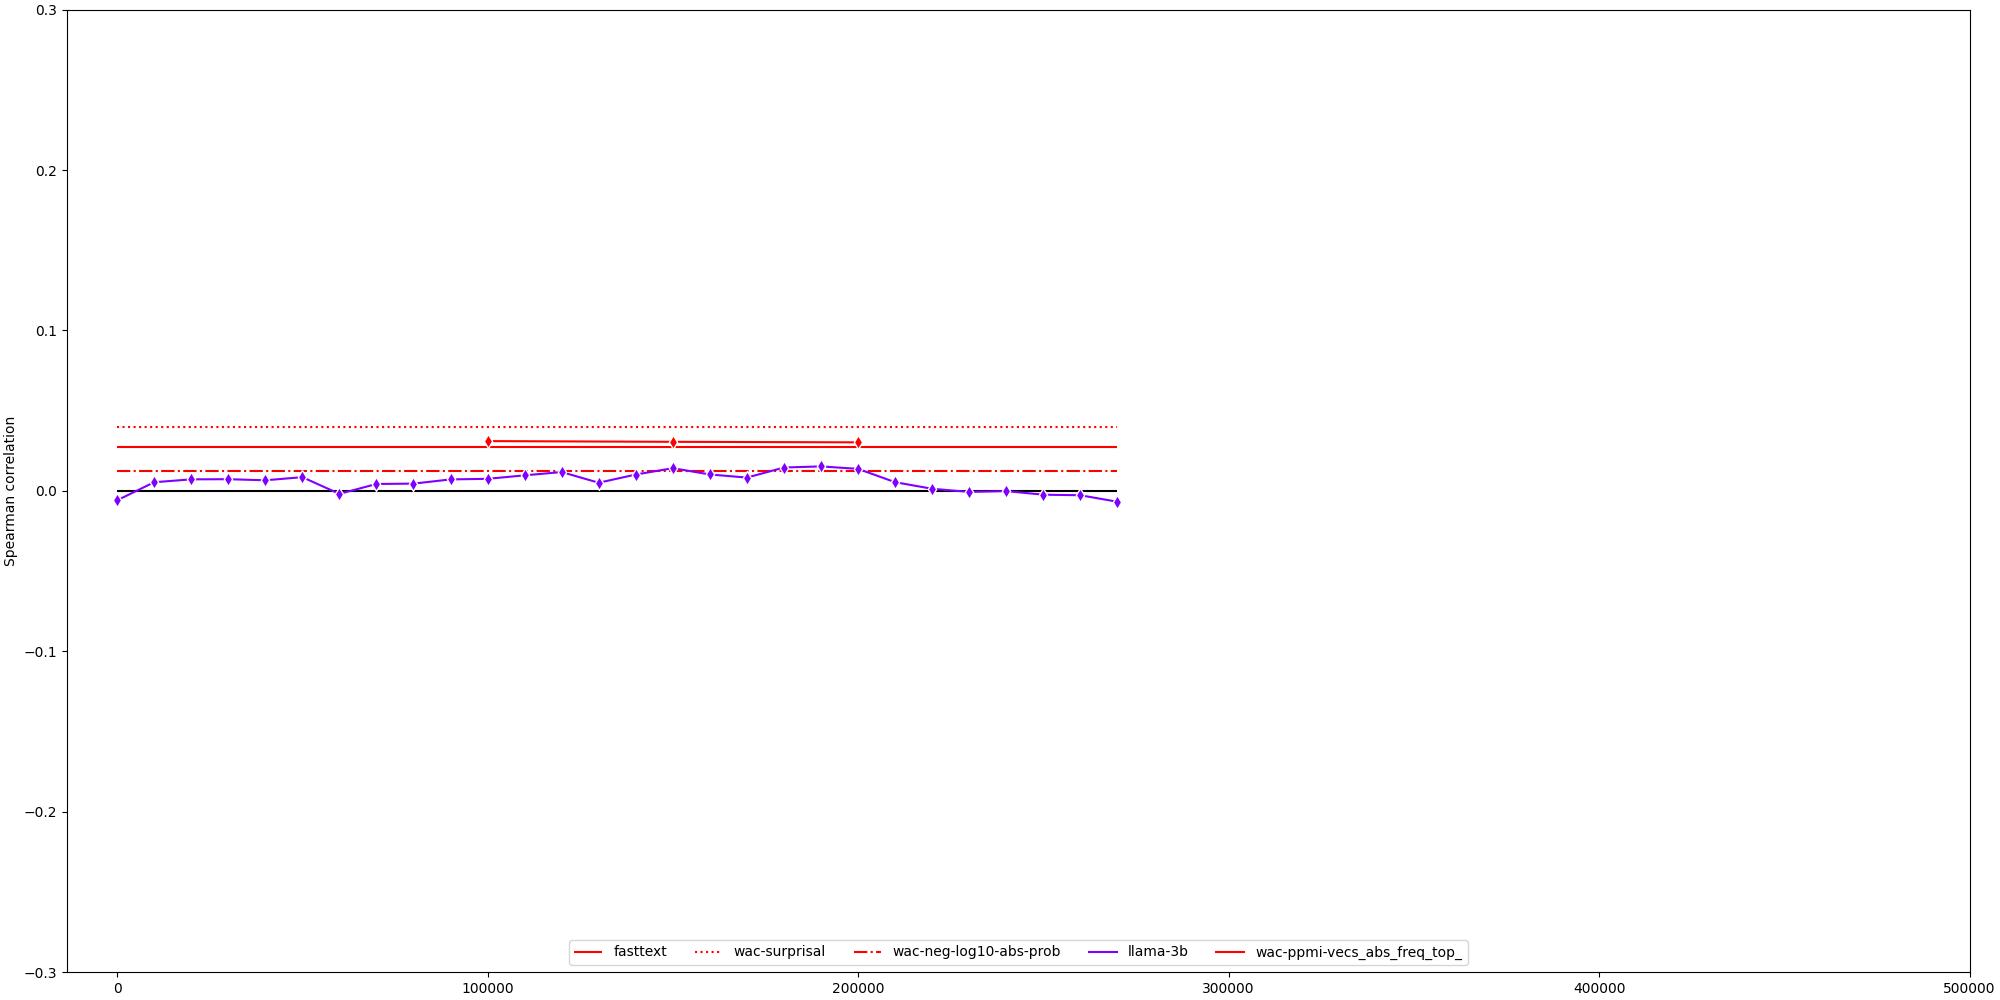 0.3
0.2
0.1
0.0
−0.1
−0.2
−0.3
Spearman correlation
0 100000 200000 300000 400000 500000
fasttext wac-surprisal wac-neg-log10-abs-prob llama-3b wac-ppmi-vecs_abs_freq_top_